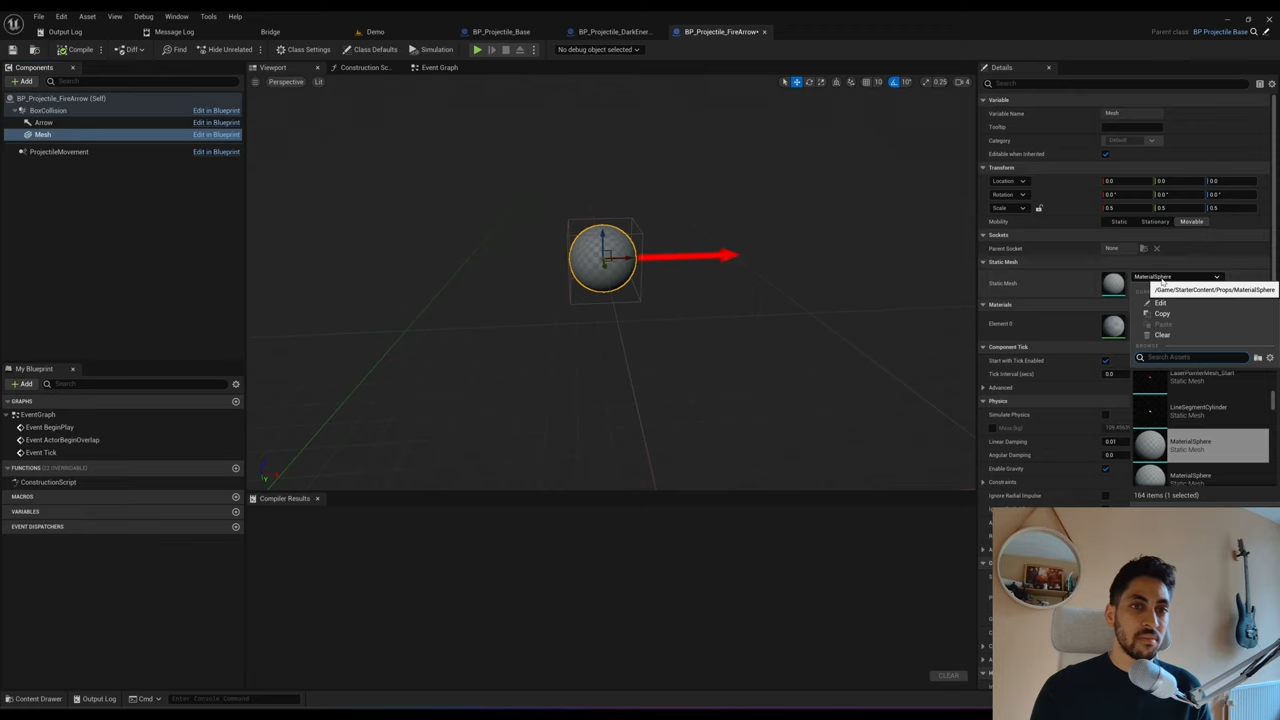 File Edit Asset View Debug Window Tools Help
Output Log Message Log Bridge Demo BP_Projectile_Base BP_Projectile_DarkEner... BP_Projectile_FireArrow• Parent class: BP Projectile Base
Compile Diff Find Hide Unrelated Class Settings Class Defaults Simulation No debug object selected
Components
Add Search
BP_Projectile_FireArrow (Self)
BoxCollision Edit in Blueprint
Arrow Edit in Blueprint
Mesh Edit in Blueprint
ProjectileMovement Edit in Blueprint
My Blueprint
Add Search
GRAPHS
EventGraph
Event BeginPlay
Event ActorBeginOverlap
Event Tick
FUNCTIONS (22 OVERRIDABLE)
ConstructionScript
MACROS
VARIABLES
EVENT DISPATCHERS
Viewport Construction Sc... Event Graph
Perspective Lit 10 10° 0.25 4
Compiler Results
CLEAR
Details
Search
Variable
Variable Name Mesh
Tooltip
Category Default
Editable when Inherited
Transform
Location 0.0 0.0 0.0
Rotation 0.0° 0.0° 0.0°
Scale 0.5 0.5 0.5
Mobility Static Stationary Movable
Sockets
Parent Socket None
Static Mesh
Static Mesh MaterialSphere
/Game/StarterContent/Props/MaterialSphere
Edit
Copy
Paste
Clear
BROWSE
Search Assets
LaserPointerMesh_Start
Static Mesh
LineSegmentCylinder
Static Mesh
MaterialSphere
Static Mesh
MaterialSphere
Static Mesh
164 items (1 selected)
Materials
Element 0
Component Tick
Start with Tick Enabled
Tick Interval (secs) 0.0
Advanced
Physics
Simulate Physics
Mass (kg)
Linear Damping 0.01
Angular Damping 0.0
Enable Gravity
Constraints
Ignore Radial Impulse
Content Drawer Output Log Cmd Enter Console Command